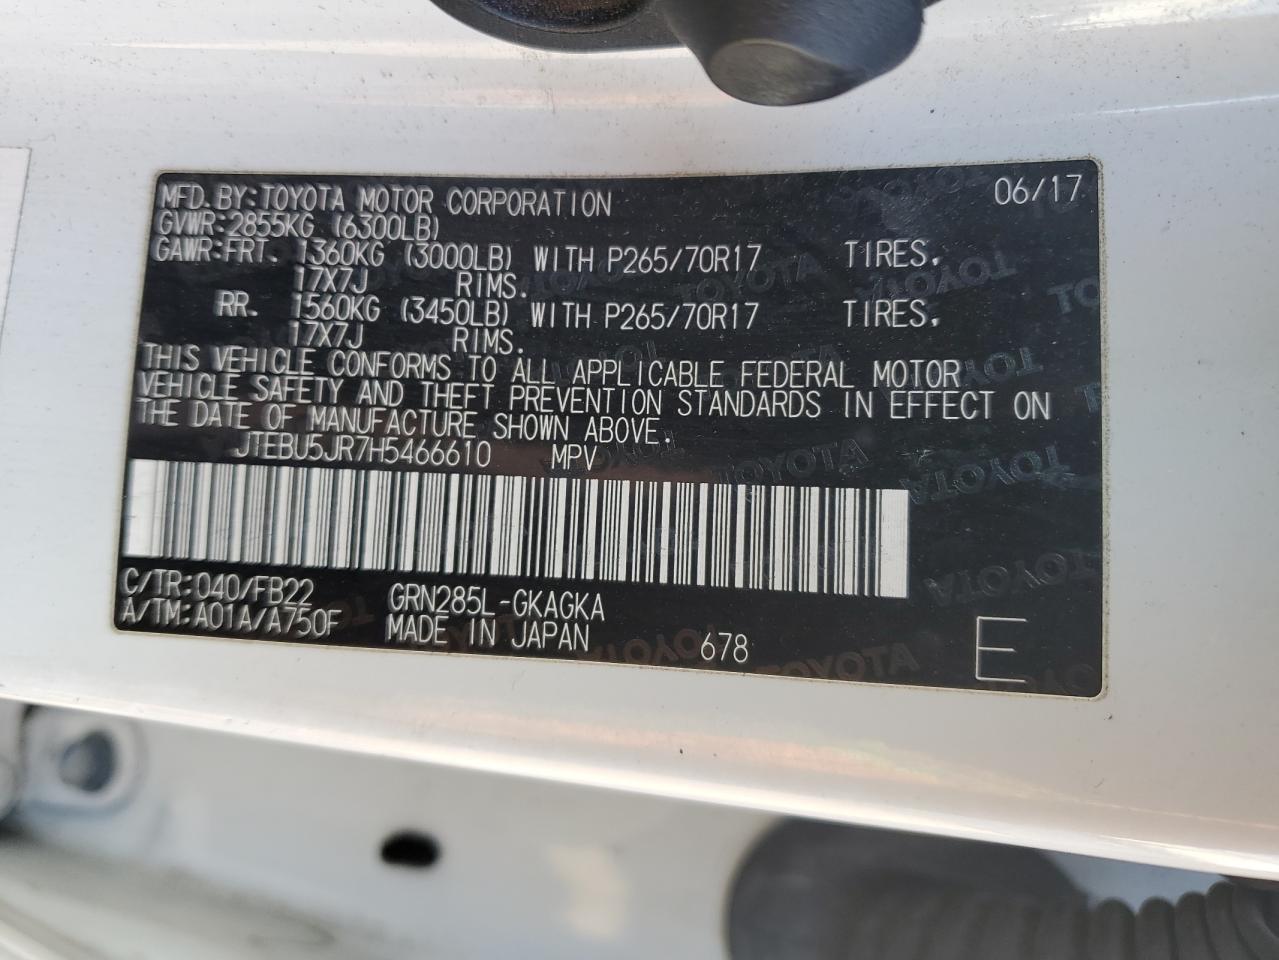 MFD.BY:TOYOTA MOTOR CORPORATION 06/17
GVWR:2855KG (6300LB)
GAWR:FRT. 1360KG (3000LB) WITH P265/70R17 TIRES,
17X7J RIMS.
RR. 1560KG (3450LB) WITH P265/70R17 TIRES,
17X7J RIMS.
THIS VEHICLE CONFORMS TO ALL APPLICABLE FEDERAL MOTOR
VEHICLE SAFETY AND THEFT PREVENTION STANDARDS IN EFFECT ON
THE DATE OF MANUFACTURE SHOWN ABOVE.
JTEBU5JR7H5466610 MPV
C/TR:040/FB22 GRN285L-GKAGKA
A/TM:A01A/A750F MADE IN JAPAN 678 E